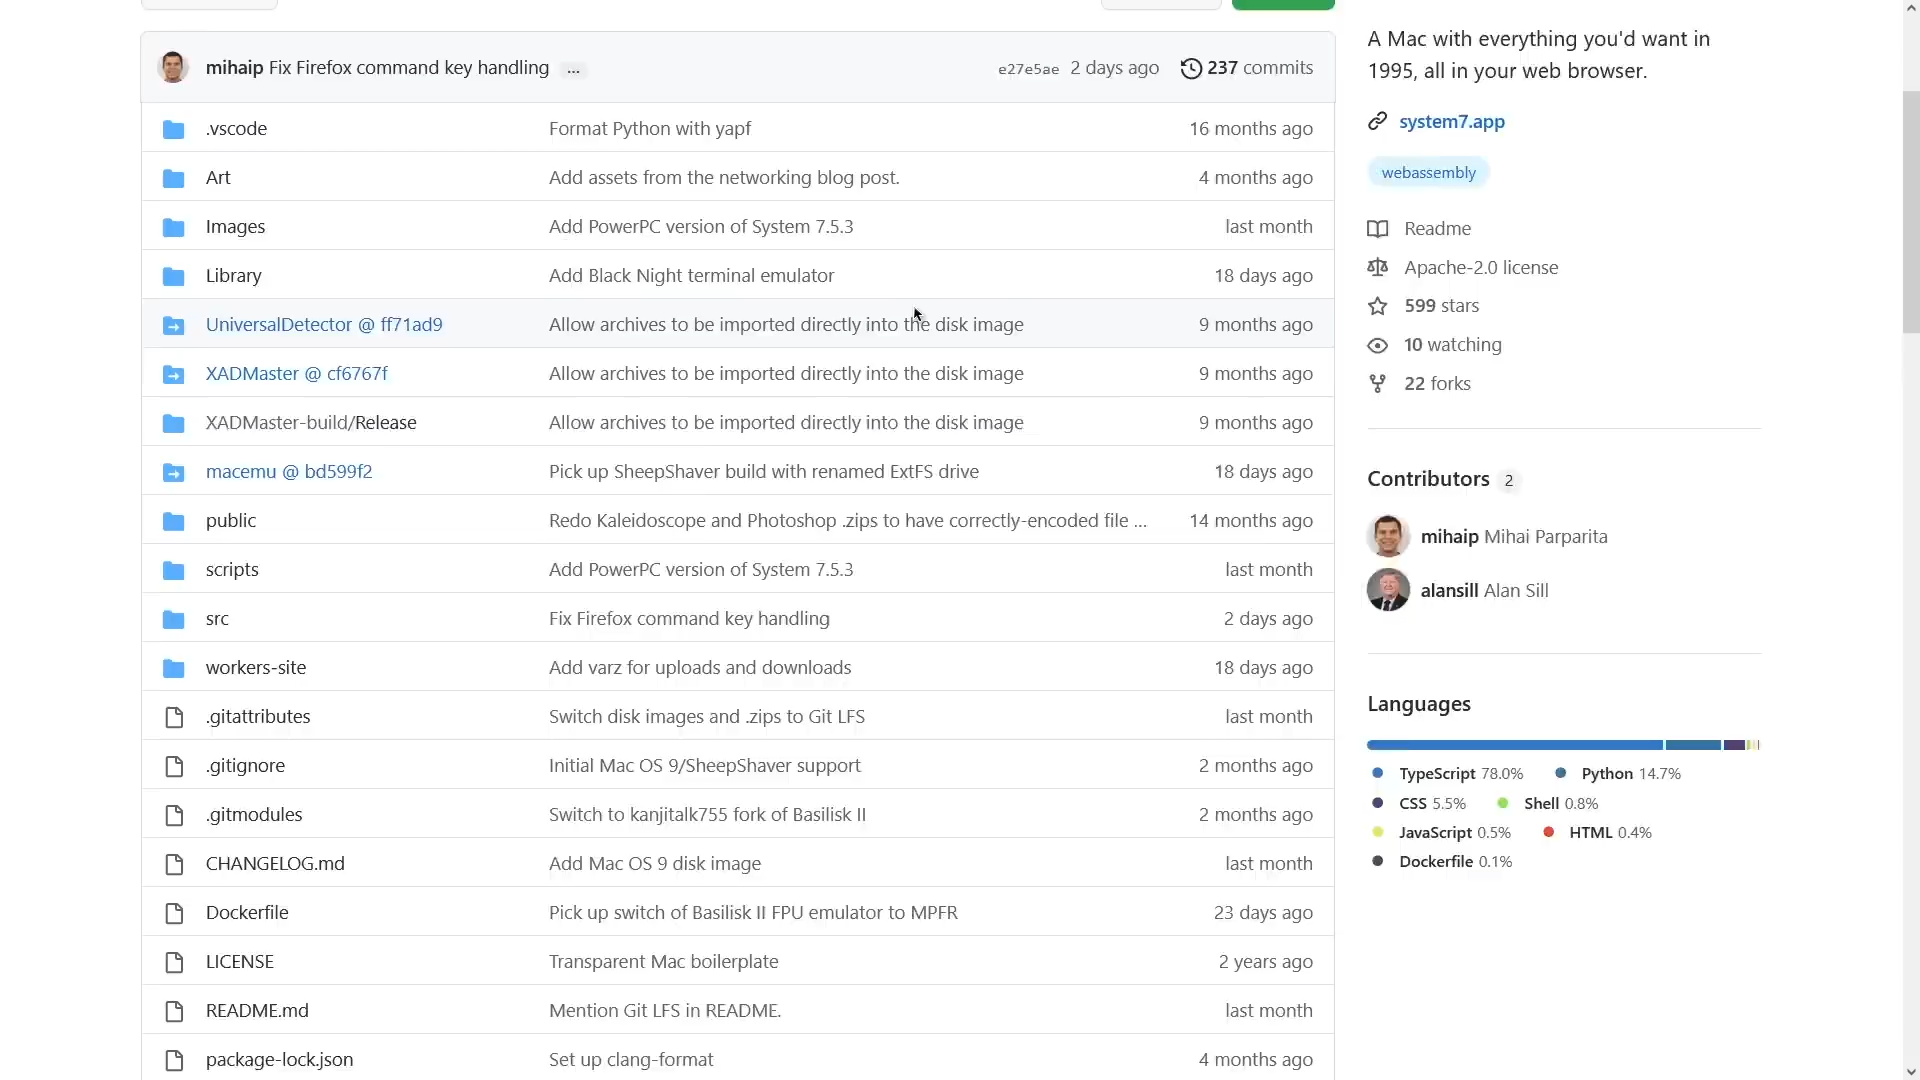 mihaip Fix Firefox command key handling ... e27e5ae 2 days ago 237 commits
.vscode Format Python with yapf 16 months ago
Art Add assets from the networking blog post. 4 months ago
Images Add PowerPC version of System 7.5.3 last month
Library Add Black Night terminal emulator 18 days ago
UniversalDetector @ ff71ad9 Allow archives to be imported directly into the disk image 9 months ago
XADMaster @ cf6767f Allow archives to be imported directly into the disk image 9 months ago
XADMaster-build/Release Allow archives to be imported directly into the disk image 9 months ago
macemu @ bd599f2 Pick up SheepShaver build with renamed ExtFS drive 18 days ago
public Redo Kaleidoscope and Photoshop .zips to have correctly-encoded file ... 14 months ago
scripts Add PowerPC version of System 7.5.3 last month
src Fix Firefox command key handling 2 days ago
workers-site Add varz for uploads and downloads 18 days ago
.gitattributes Switch disk images and .zips to Git LFS last month
.gitignore Initial Mac OS 9/SheepShaver support 2 months ago
.gitmodules Switch to kanjitalk755 fork of Basilisk II 2 months ago
CHANGELOG.md Add Mac OS 9 disk image last month
Dockerfile Pick up switch of Basilisk II FPU emulator to MPFR 23 days ago
LICENSE Transparent Mac boilerplate 2 years ago
README.md Mention Git LFS in README. last month
package-lock.json Set up clang-format 4 months ago
A Mac with everything you'd want in
1995, all in your web browser.
system7.app
webassembly
Readme
Apache-2.0 license
599 stars
10 watching
22 forks
Contributors 2
mihaip Mihai Parparita
alansill Alan Sill
Languages
TypeScript 78.0% Python 14.7%
CSS 5.5% Shell 0.8%
JavaScript 0.5% HTML 0.4%
Dockerfile 0.1%